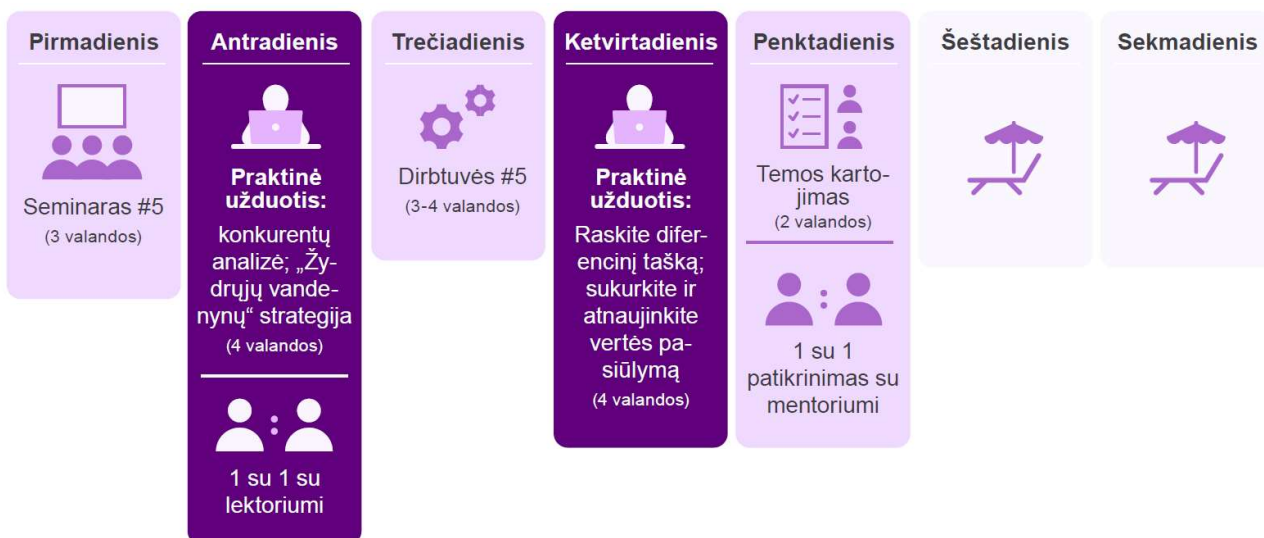 Pirmadienis
Seminaras #5
(3 valandos)
Antradienis
Praktinė
užduotis:
konkurentų
analizė; „Žy-
drųjų vande-
nynų“ strategija
(4 valandos)
1 su 1 su
lektoriumi
Trečiadienis
Dirbtuvės #5
(3-4 valandos)
Ketvirtadienis
Praktinė
užduotis:
Raskite difer-
encinį tašką;
sukurkite ir
atnaujinkite
vertės pa-
siūlymą
(4 valandos)
Penktadienis
Temos karto-
jimas
(2 valandos)
1 su 1
patikrinimas su
mentoriumi
Šeštadienis
Sekmadienis